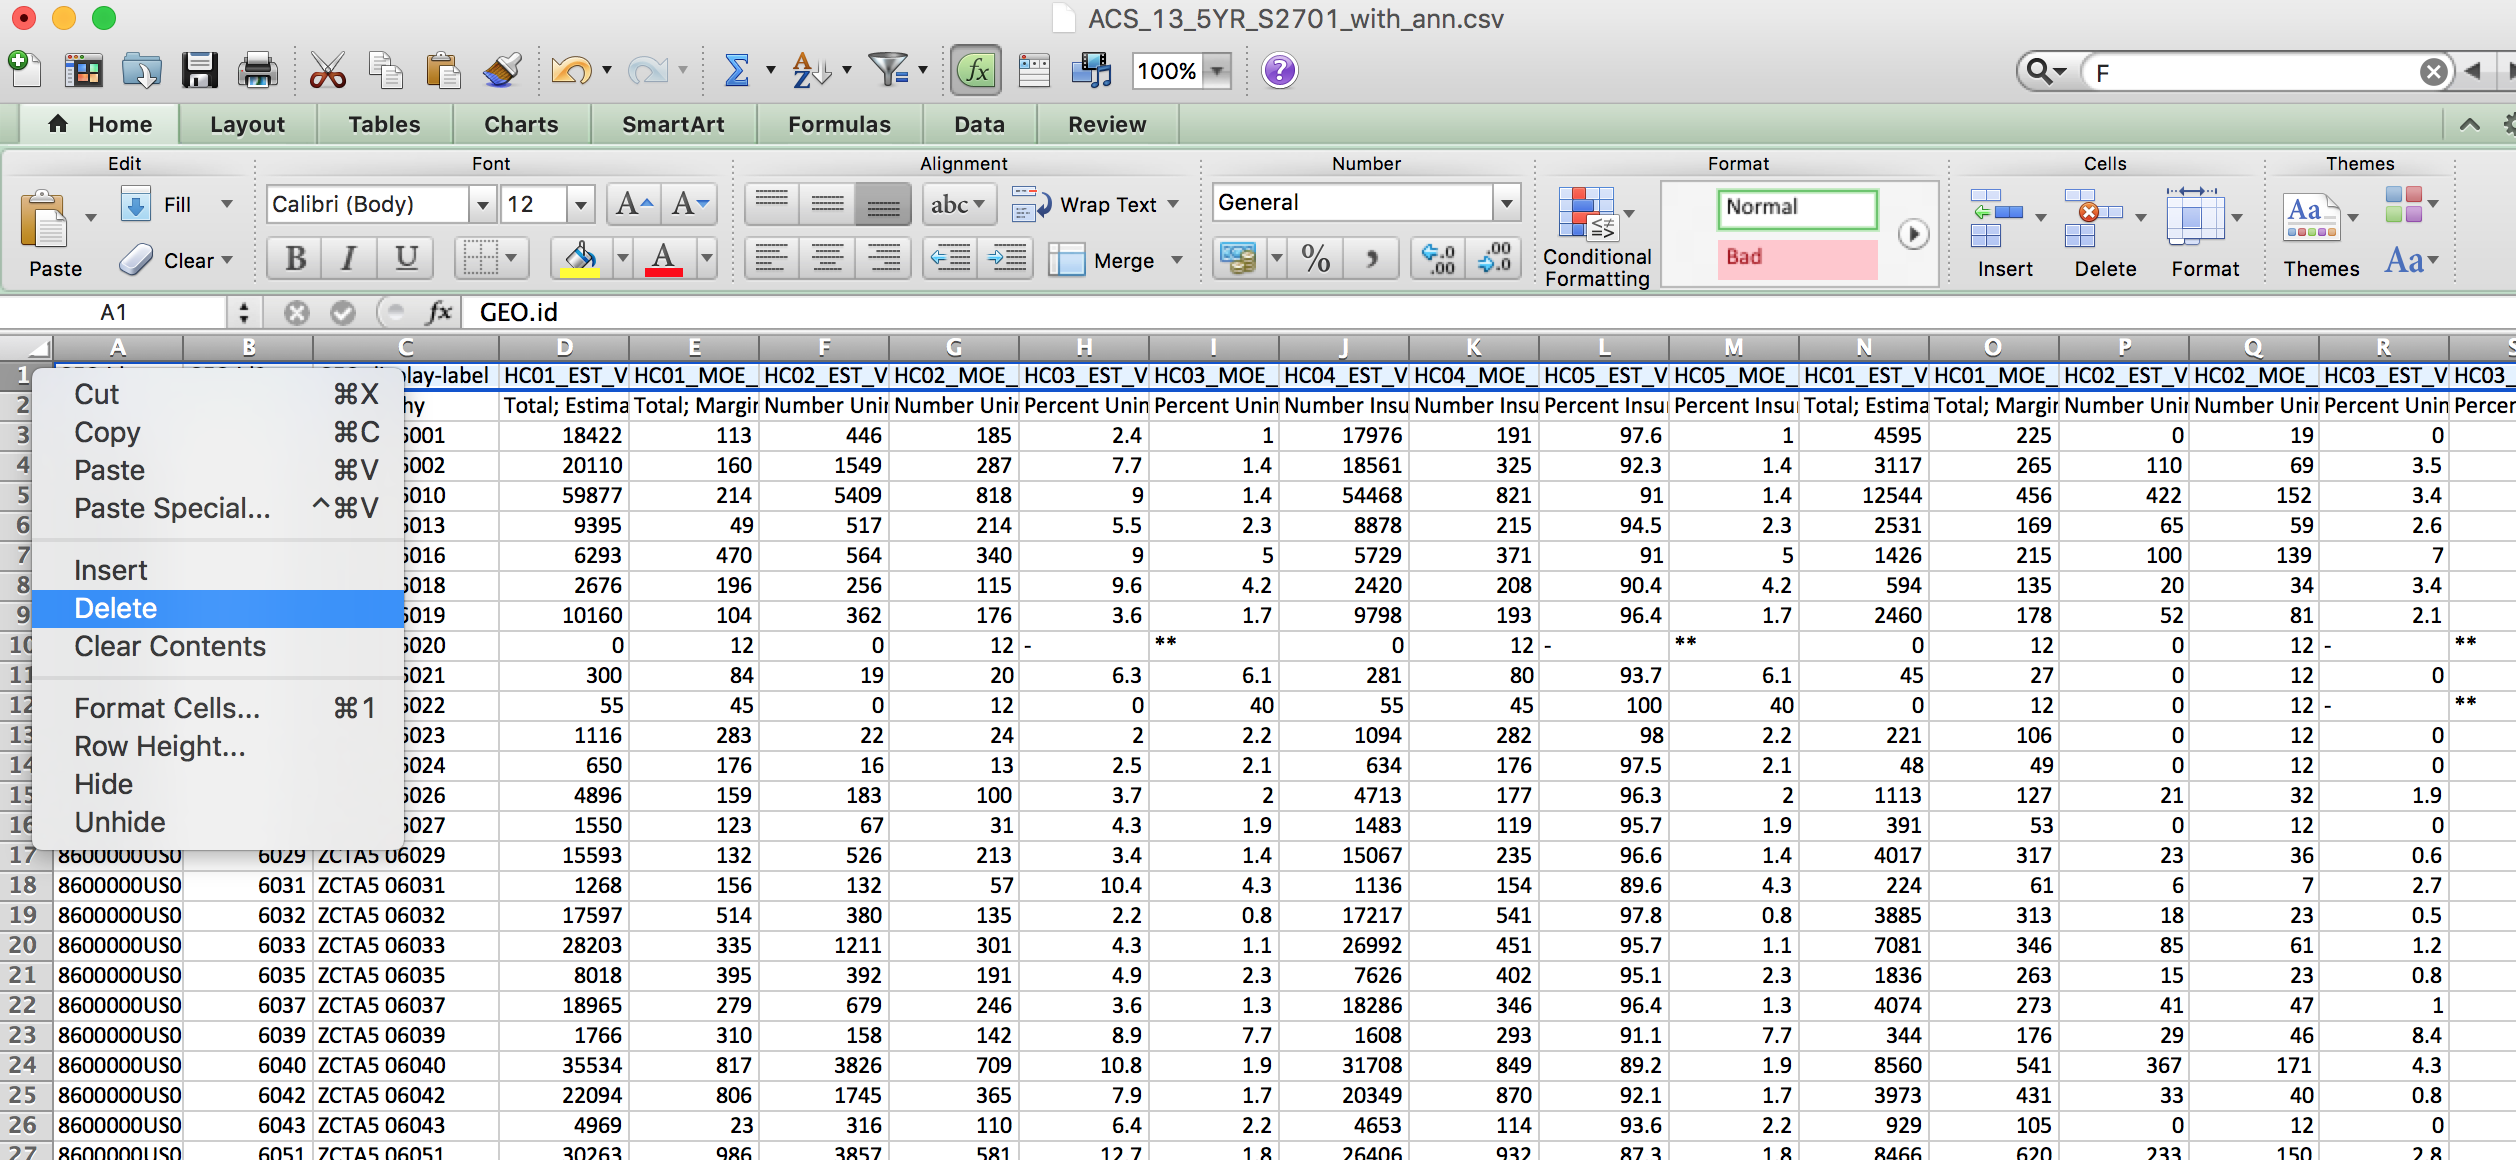 ACS_13_5YR_S2701_with_ann.csv
100% F
Home Layout Tables Charts SmartArt Formulas Data Review
Edit Font Alignment Number Format Cells Themes
Fill Calibri (Body) 12 A A abc Wrap Text General Normal
Paste Clear B I U A Merge % Conditional Formatting Bad Insert Delete Format Themes Aa
A1 fx GEO.id
A B C D E F G H I J K L M N O P Q R
1 play-label HC01_EST_V HC01_MOE_ HC02_EST_V HC02_MOE_ HC03_EST_V HC03_MOE_ HC04_EST_V HC04_MOE_ HC05_EST_V HC05_MOE_ HC01_EST_V HC01_MOE_ HC02_EST_V HC02_MOE_ HC03_EST_V HC03_
2 Total; Estima Total; Margin Number Unin Number Unin Percent Unin Percent Unin Number Insu Number Insu Percent Insu Percent Insu Total; Estima Total; Margin Number Unin Number Unin Percent Unin Percen
3 6001 18422 113 446 185 2.4 1 17976 191 97.6 1 4595 225 0 19 0
4 6002 20110 160 1549 287 7.7 1.4 18561 325 92.3 1.4 3117 265 110 69 3.5
5 6010 59877 214 5409 818 9 1.4 54468 821 91 1.4 12544 456 422 152 3.4
6 6013 9395 49 517 214 5.5 2.3 8878 215 94.5 2.3 2531 169 65 59 2.6
7 6016 6293 470 564 340 9 5 5729 371 91 5 1426 215 100 139 7
8 6018 2676 196 256 115 9.6 4.2 2420 208 90.4 4.2 594 135 20 34 3.4
9 6019 10160 104 362 176 3.6 1.7 9798 193 96.4 1.7 2460 178 52 81 2.1
10 6020 0 12 0 12 - ** 0 12 - ** 0 12 0 12 - **
11 6021 300 84 19 20 6.3 6.1 281 80 93.7 6.1 45 27 0 12 0
12 6022 55 45 0 12 0 40 55 45 100 40 0 12 0 12 - **
13 6023 1116 283 22 24 2 2.2 1094 282 98 2.2 221 106 0 12 0
14 6024 650 176 16 13 2.5 2.1 634 176 97.5 2.1 48 49 0 12 0
15 6026 4896 159 183 100 3.7 2 4713 177 96.3 2 1113 127 21 32 1.9
16 6027 1550 123 67 31 4.3 1.9 1483 119 95.7 1.9 391 53 0 12 0
17 8600000US0 6029 ZCTA5 06029 15593 132 526 213 3.4 1.4 15067 235 96.6 1.4 4017 317 23 36 0.6
18 8600000US0 6031 ZCTA5 06031 1268 156 132 57 10.4 4.3 1136 154 89.6 4.3 224 61 6 7 2.7
19 8600000US0 6032 ZCTA5 06032 17597 514 380 135 2.2 0.8 17217 541 97.8 0.8 3885 313 18 23 0.5
20 8600000US0 6033 ZCTA5 06033 28203 335 1211 301 4.3 1.1 26992 451 95.7 1.1 7081 346 85 61 1.2
21 8600000US0 6035 ZCTA5 06035 8018 395 392 191 4.9 2.3 7626 402 95.1 2.3 1836 263 15 23 0.8
22 8600000US0 6037 ZCTA5 06037 18965 279 679 246 3.6 1.3 18286 346 96.4 1.3 4074 273 41 47 1
23 8600000US0 6039 ZCTA5 06039 1766 310 158 142 8.9 7.7 1608 293 91.1 7.7 344 176 29 46 8.4
24 8600000US0 6040 ZCTA5 06040 35534 817 3826 709 10.8 1.9 31708 849 89.2 1.9 8560 541 367 171 4.3
25 8600000US0 6042 ZCTA5 06042 22094 806 1745 365 7.9 1.7 20349 870 92.1 1.7 3973 431 33 40 0.8
26 8600000US0 6043 ZCTA5 06043 4969 23 316 110 6.4 2.2 4653 114 93.6 2.2 929 105 0 12 0
27 8600000US0 6051 ZCTA5 06051 30263 986 3857 581 12.7 1.8 26406 932 87.3 1.8 8466 620 233 150 2.8
Cut ⌘X
Copy ⌘C
Paste ⌘V
Paste Special... ^⌘V
Insert
Delete
Clear Contents
Format Cells... ⌘1
Row Height...
Hide
Unhide